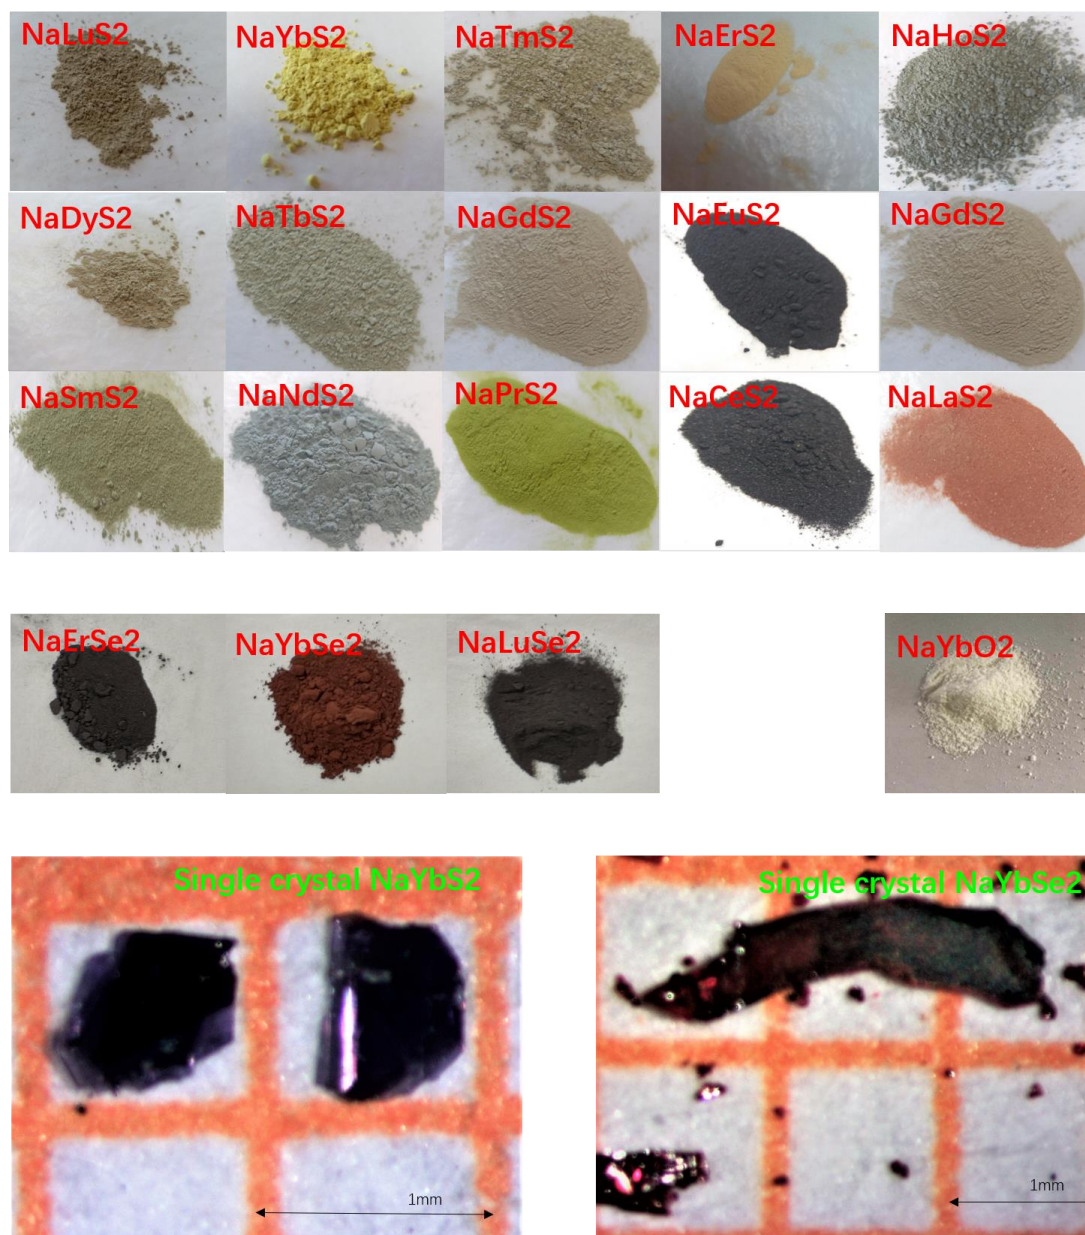 NaLuS2
NaYbS2
NaTmS2
NaErS2
NaHoS2
NaDyS2
NaTbS2
NaGdS2
NaEuS2
NaGdS2
NaSmS2
NaNdS2
NaPrS2
NaCeS2
NaLaS2
NaErSe2
NaYbSe2
NaLuSe2
NaYbO2
Single crystal NaYbS2
Single crystal NaYbSe2
1mm
1mm